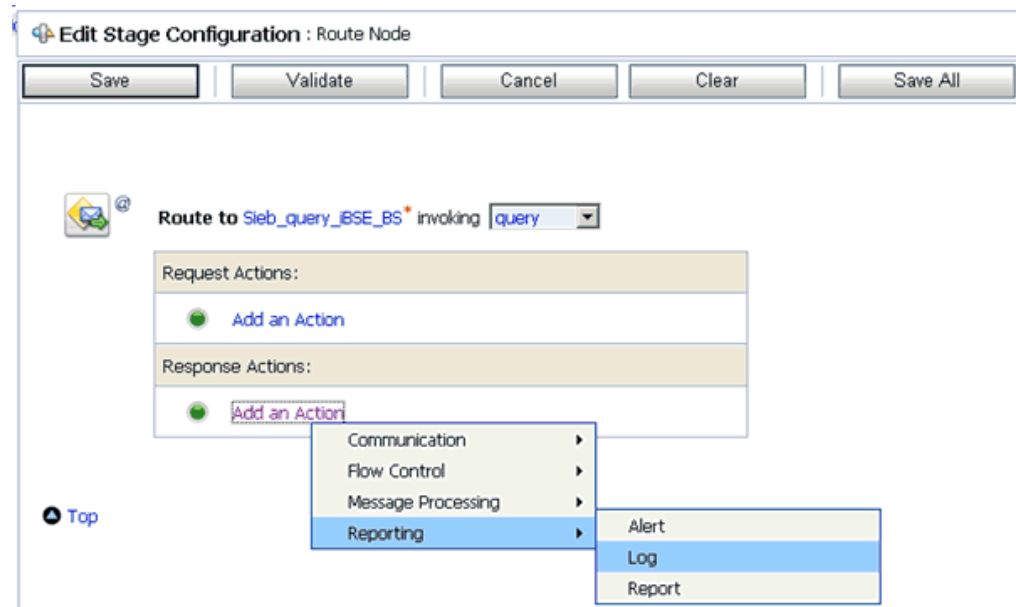 Edit Stage Configuration : Route Node
Save Validate Cancel Clear Save All
@
Route to Sieb_query_iBSE_BS* invoking query
Request Actions:
Add an Action
Response Actions:
Add an Action
Communication
Flow Control
Message Processing
Reporting
Top
Alert
Log
Report